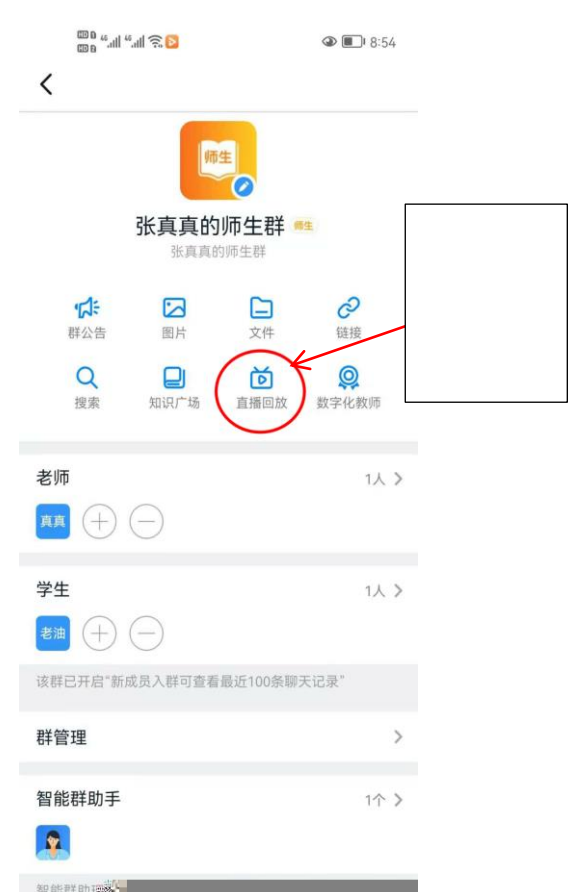 HD 46 46 8:54
HD
师生
张真真的师生群 师生
张真真的师生群
群公告 图片 文件 链接
搜索 知识广场 直播回放 数字化教师
老师 1人
真真
学生 1人
老油
该群已开启“新成员入群可查看最近100条聊天记录”
群管理
智能群助手 1个